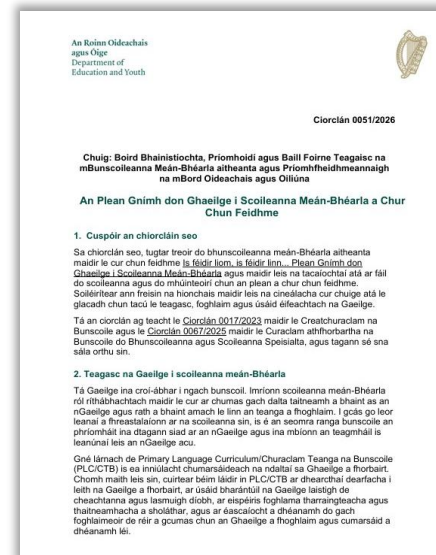 An Roinn Oideachais
agus Óige
Department of
Education and Youth
Ciorclán 0051/2026
Chuig: Boird Bhainistíochta, Príomhoidí agus Baill Foirne Teagaisc na
mBunscoileanna Meán-Bhéarla aitheanta agus Príomhfheidhmeannaigh
na mBord Oideachais agus Oiliúna
An Plean Gnímh don Ghaeilge i Scoileanna Meán-Bhéarla a Chur
Chun Feidhme
1. Cuspóir an chiorcláin seo
Sa chiorclán seo, tugtar treoir do bhunscoileanna meán-Bhéarla aitheanta
maidir le cur chun feidhme Is féidir liom, is féidir linn... Plean Gnímh don
Ghaeilge i Scoileanna Meán-Bhéarla agus maidir leis na tacaíochtaí atá ar fáil
do scoileanna agus do mhúinteoirí chun an plean a chur chun feidhme.
Soiléirítear ann freisin na hionchais maidir leis na cineálacha cur chuige atá le
glacadh chun tacú le teagasc, foghlaim agus úsáid éifeachtach na Gaeilge.
Tá an ciorclán ag teacht le Ciorclán 0017/2023 maidir le Creatchuraclam na
Bunscoile agus le Ciorclán 0067/2025 maidir le Curaclam athfhorbartha na
Bunscoile do Bhunscoileanna agus Scoileanna Speisialta, agus tagann sé sna
sála orthu sin.
2. Teagasc na Gaeilge i scoileanna meán-Bhéarla
Tá Gaeilge ina croí-ábhar i ngach bunscoil. Imríonn scoileanna meán-Bhéarla
ról ríthábhachtach maidir le cur ar chumas gach dalta taitneamh a bhaint as an
nGaeilge agus rath a bhaint amach le linn an teanga a fhoghlaim. I gcás go leor
leanaí a fhreastalaíonn ar na scoileanna sin, is é an seomra ranga bunscoile an
phríomháit ina dtagann siad ar an nGaeilge agus ina mbíonn an teagmháil is
leanúnaí leis an nGaeilge acu.
Gné lárnach de Primary Language Curriculum/Churaclam Teanga na Bunscoile
(PLC/CTB) is ea inniúlacht chumarsáideach na ndaltaí sa Ghaeilge a fhorbairt.
Chomh maith leis sin, cuirtear béim láidir in PLC/CTB ar dhearcthaí dearfacha i
leith na Gaeilge a fhorbairt, ar úsáid bharántúil na Gaeilge laistigh de
cheachtanna agus lasmuigh díobh, ar eispéiris foghlama tharraingteacha agus
thaitneamhacha a sholáthar, agus ar éascaíocht a dhéanamh do gach
foghlaimeoir de réir a gcumas chun an Ghaeilge a fhoghlaim agus cumarsáid a
dhéanamh léi.